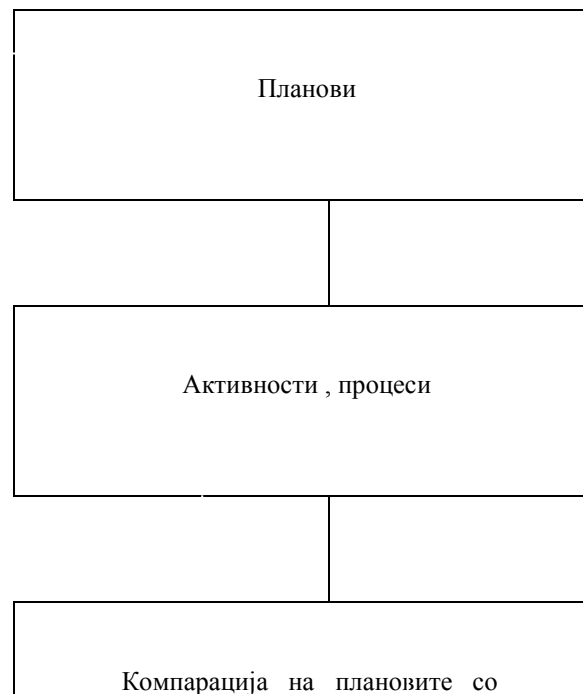 Планови
Активности , процеси
Компарација на плановите со